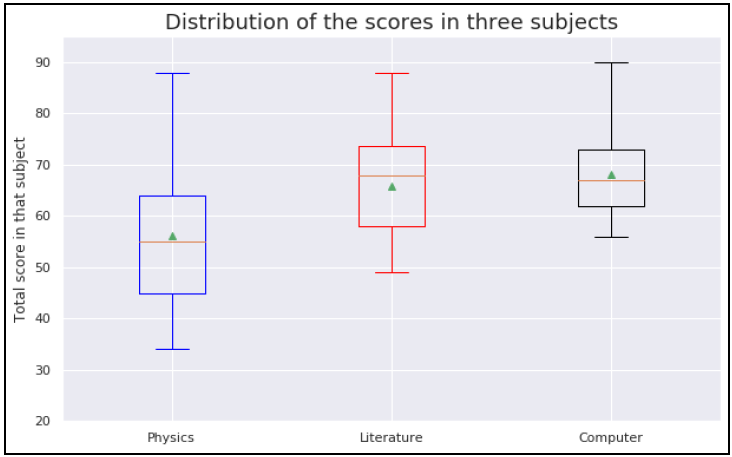 Distribution of the scores in three subjects
Total score in that subject
90
80
70
60
50
40
30
20
Physics
Literature
Computer